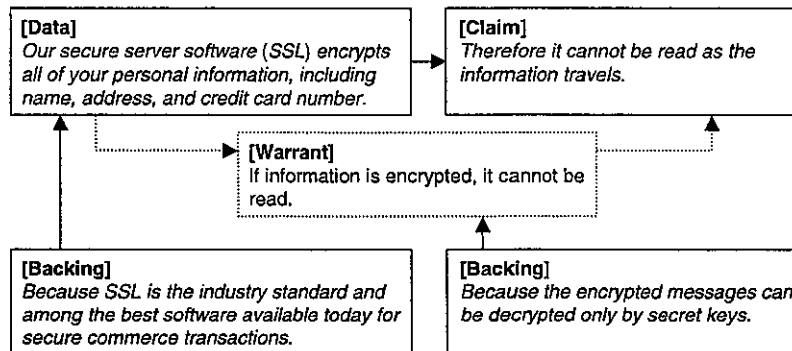 [Data]
Our secure server software (SSL) encrypts
all of your personal information, including
name, address, and credit card number.
[Claim]
Therefore it cannot be read as the
information travels.
[Warrant]
If information is encrypted, it cannot be
read.
[Backing]
Because SSL is the industry standard and
among the best software available today for
secure commerce transactions.
[Backing]
Because the encrypted messages can
be decrypted only by secret keys.